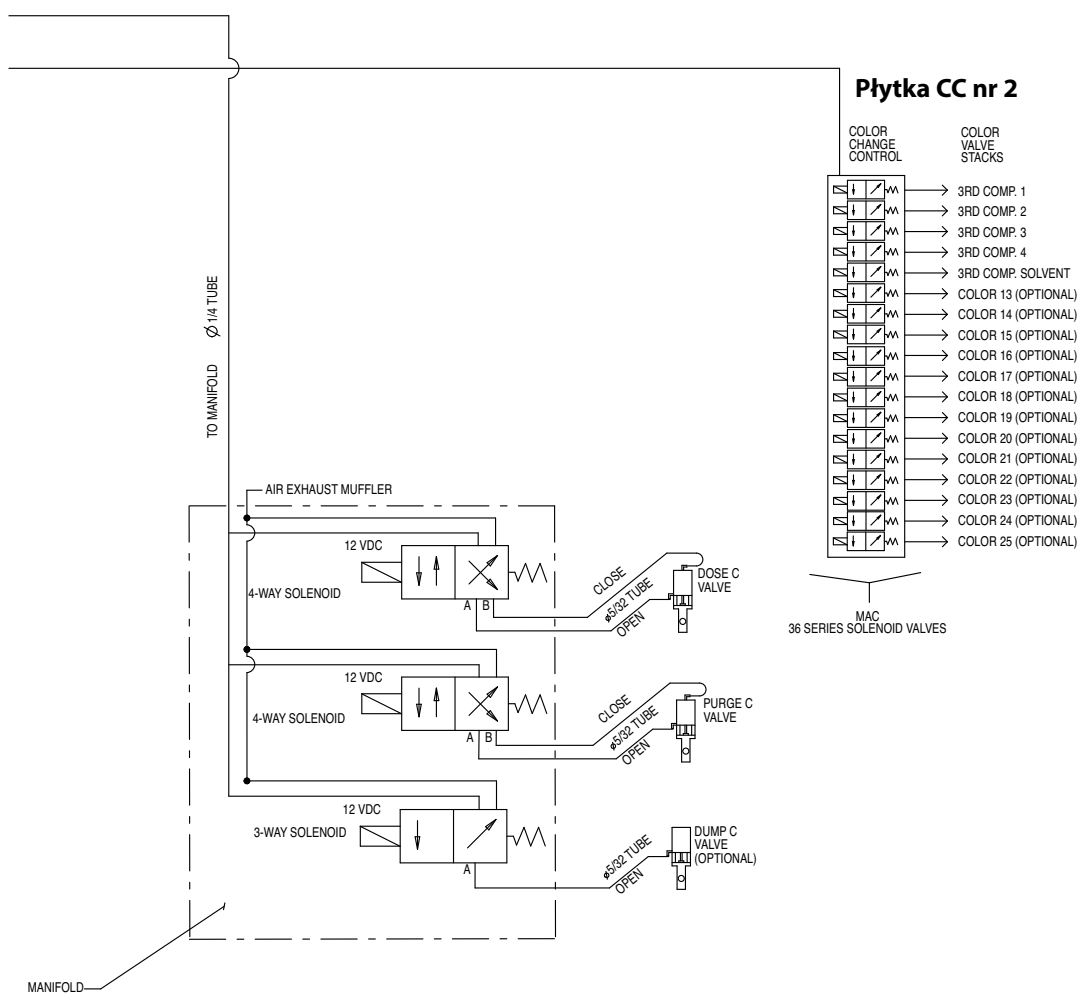 Płytka CC nr 2
COLOR
CHANGE
CONTROL
COLOR
VALVE
STACKS
3RD COMP. 1
3RD COMP. 2
3RD COMP. 3
3RD COMP. 4
3RD COMP. SOLVENT
COLOR 13 (OPTIONAL)
COLOR 14 (OPTIONAL)
COLOR 15 (OPTIONAL)
COLOR 16 (OPTIONAL)
COLOR 17 (OPTIONAL)
COLOR 18 (OPTIONAL)
COLOR 19 (OPTIONAL)
COLOR 20 (OPTIONAL)
COLOR 21 (OPTIONAL)
COLOR 22 (OPTIONAL)
COLOR 23 (OPTIONAL)
COLOR 24 (OPTIONAL)
COLOR 25 (OPTIONAL)
MAC
36 SERIES SOLENOID VALVES
TO MANIFOLD Ø 1/4 TUBE
AIR EXHAUST MUFFLER
12 VDC
4-WAY SOLENOID
A B
CLOSE
ø5/32 TUBE
OPEN
DOSE C
VALVE
12 VDC
4-WAY SOLENOID
A B
CLOSE
ø5/32 TUBE
OPEN
PURGE C
VALVE
12 VDC
3-WAY SOLENOID
A
ø5/32 TUBE
OPEN
DUMP C
VALVE
(OPTIONAL)
MANIFOLD